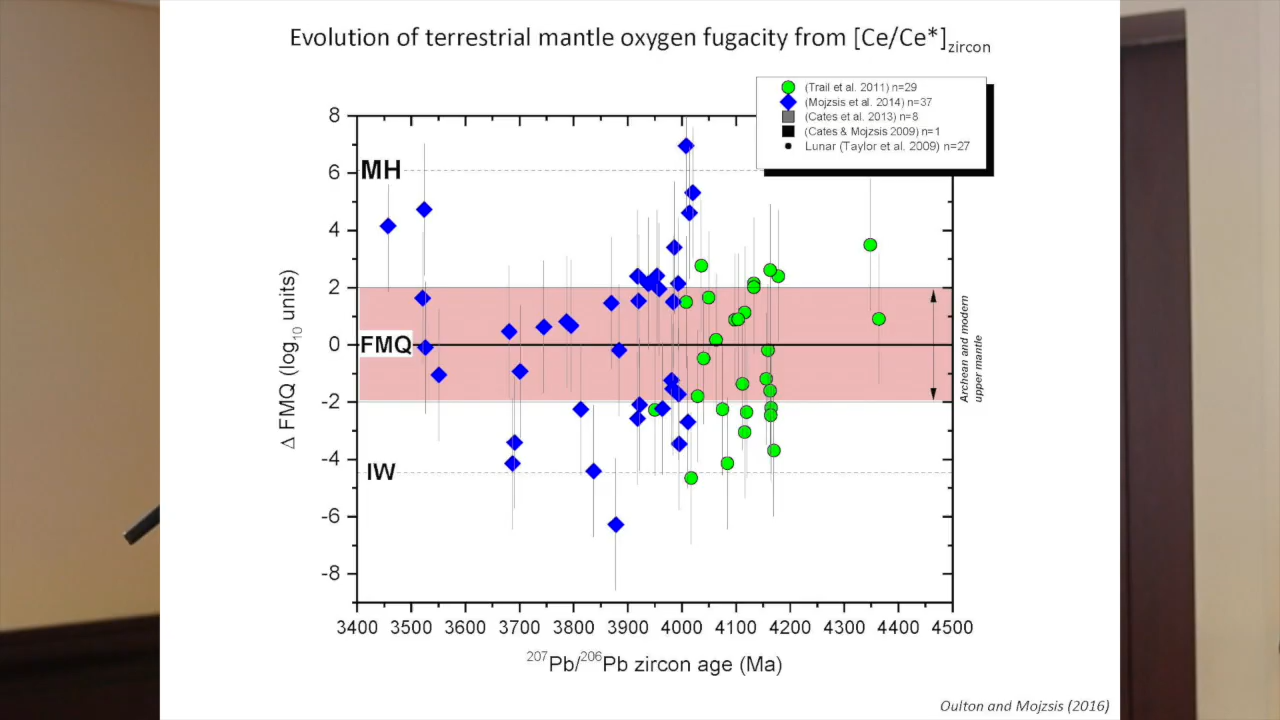 Evolution of terrestrial mantle oxygen fugacity from [Ce/Ce*]zircon
(Trail et al. 2011) n=29
(Mojzsis et al. 2014) n=37
(Cates et al. 2013) n=8
(Cates & Mojzsis 2009) n=1
Lunar (Taylor et al. 2009) n=27
8
6
4
2
0
-2
-4
-6
-8
Δ FMQ (log10 units)
MH
FMQ
IW
Archean and modern
upper mantle
3400 3500 3600 3700 3800 3900 4000 4100 4200 4300 4400 4500
207Pb/206Pb zircon age (Ma)
Oulton and Mojzsis (2016)